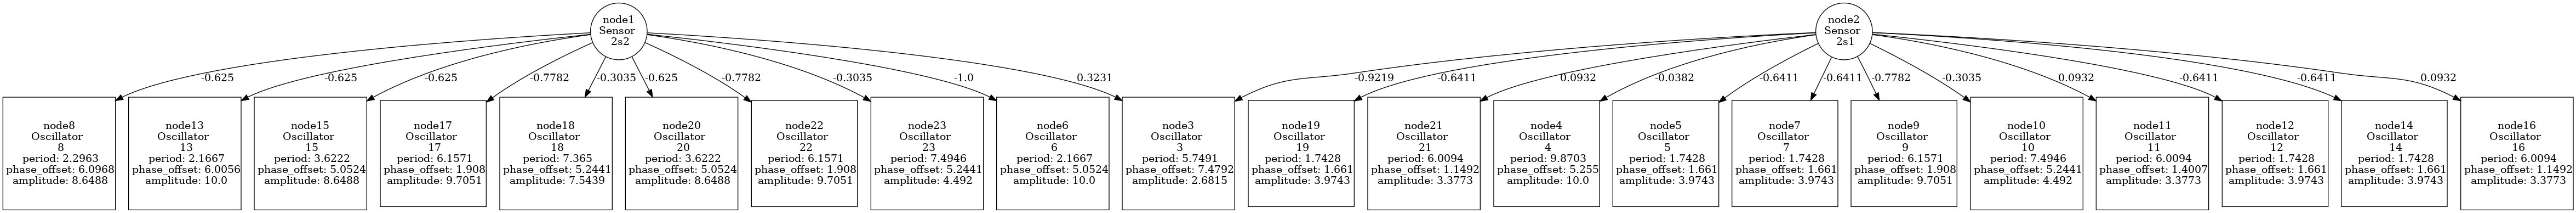 node1
Sensor
2s2
node2
Sensor
2s1
-0.625
-0.625
-0.625
-0.7782
-0.3035
-0.625
-0.7782
-0.3035
-1.0
0.3231
-0.9219
-0.6411
0.0932
-0.0382
-0.6411
-0.6411
-0.7782
-0.3035
0.0932
-0.6411
-0.6411
0.0932
node8
Oscillator
8
period: 2.2963
phase_offset: 6.0968
amplitude: 8.6488
node13
Oscillator
13
period: 2.1667
phase_offset: 6.0056
amplitude: 10.0
node15
Oscillator
15
period: 3.6222
phase_offset: 5.0524
amplitude: 8.6488
node17
Oscillator
17
period: 6.1571
phase_offset: 1.908
amplitude: 9.7051
node18
Oscillator
18
period: 7.365
phase_offset: 5.2441
amplitude: 7.5439
node20
Oscillator
20
period: 3.6222
phase_offset: 5.0524
amplitude: 8.6488
node22
Oscillator
22
period: 6.1571
phase_offset: 1.908
amplitude: 9.7051
node23
Oscillator
23
period: 7.4946
phase_offset: 5.2441
amplitude: 4.492
node6
Oscillator
6
period: 2.1667
phase_offset: 5.0524
amplitude: 10.0
node3
Oscillator
3
period: 5.7491
phase_offset: 7.4792
amplitude: 2.6815
node19
Oscillator
19
period: 1.7428
phase_offset: 1.661
amplitude: 3.9743
node21
Oscillator
21
period: 6.0094
phase_offset: 1.1492
amplitude: 3.3773
node4
Oscillator
4
period: 9.8703
phase_offset: 5.255
amplitude: 10.0
node5
Oscillator
5
period: 1.7428
phase_offset: 1.661
amplitude: 3.9743
node7
Oscillator
7
period: 1.7428
phase_offset: 1.661
amplitude: 3.9743
node9
Oscillator
9
period: 6.1571
phase_offset: 1.908
amplitude: 9.7051
node10
Oscillator
10
period: 7.4946
phase_offset: 5.2441
amplitude: 4.492
node11
Oscillator
11
period: 6.0094
phase_offset: 1.4007
amplitude: 3.3773
node12
Oscillator
12
period: 1.7428
phase_offset: 1.661
amplitude: 3.9743
node14
Oscillator
14
period: 1.7428
phase_offset: 1.661
amplitude: 3.9743
node16
Oscillator
16
period: 6.0094
phase_offset: 1.1492
amplitude: 3.3773